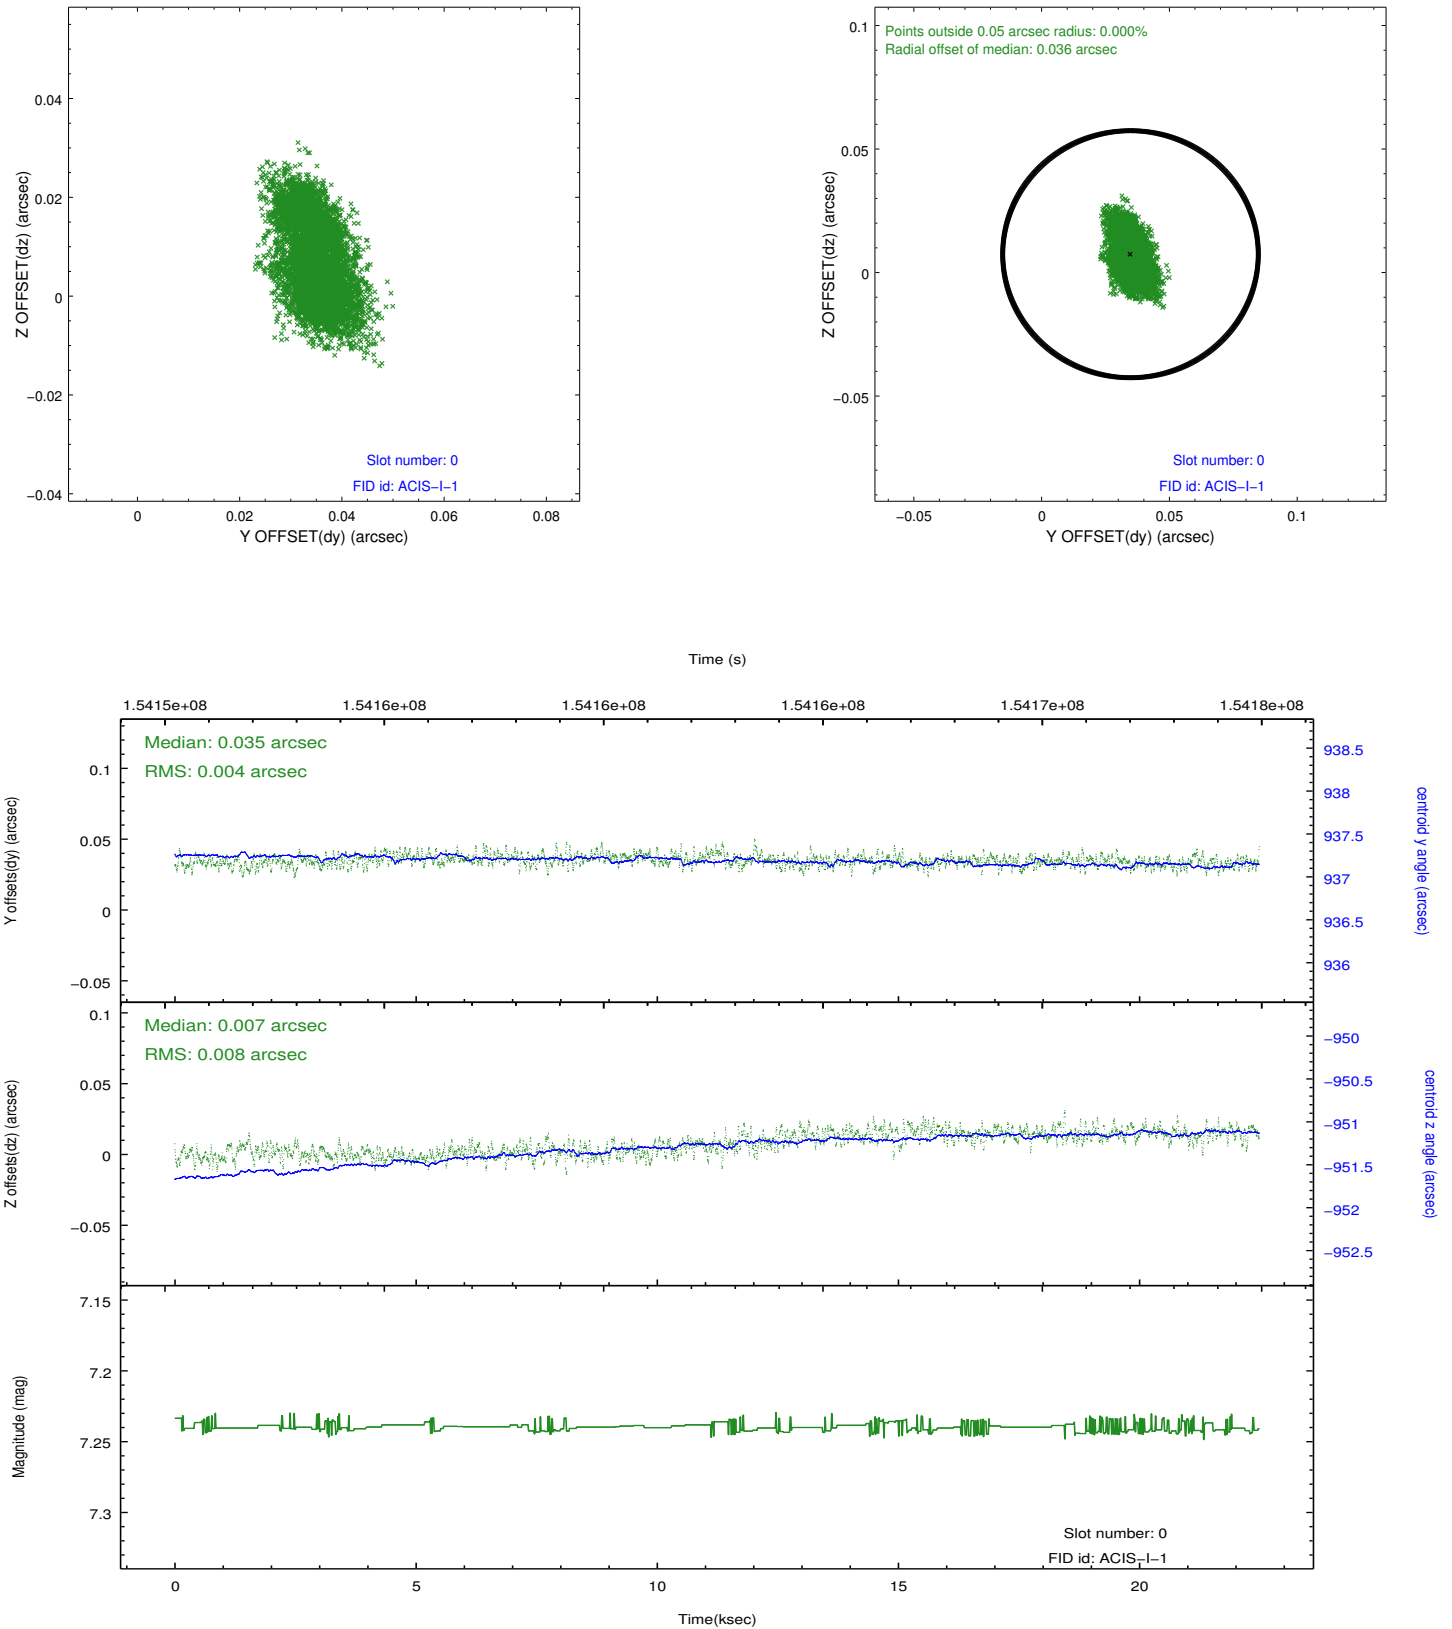 0.04
0.02
0
−0.02
−0.04
Z OFFSET(dz) (arcsec)
Slot number: 0
FID id: ACIS−I−1
0 0.02 0.04 0.06 0.08
Y OFFSET(dy) (arcsec)
Points outside 0.05 arcsec radius: 0.000%
Radial offset of median: 0.036 arcsec
0.1
0.05
0
−0.05
Z OFFSET(dz) (arcsec)
Slot number: 0
FID id: ACIS−I−1
−0.05 0 0.05 0.1
Y OFFSET(dy) (arcsec)
Time (s)
1.5415e+08 1.5416e+08 1.5416e+08 1.5416e+08 1.5417e+08 1.5418e+08
Median: 0.035 arcsec
RMS: 0.004 arcsec
0.1
0.05
0
−0.05
Y offsets(dy) (arcsec)
938.5
938
937.5
937
936.5
936
centroid y angle (arcsec)
Median: 0.007 arcsec
RMS: 0.008 arcsec
0.1
0.05
0
−0.05
Z offsets(dz) (arcsec)
−950
−950.5
−951
−951.5
−952
−952.5
centroid z angle (arcsec)
7.15
7.2
7.25
7.3
Magnitude (mag)
Slot number: 0
FID id: ACIS−I−1
0 5 10 15 20
Time(ksec)